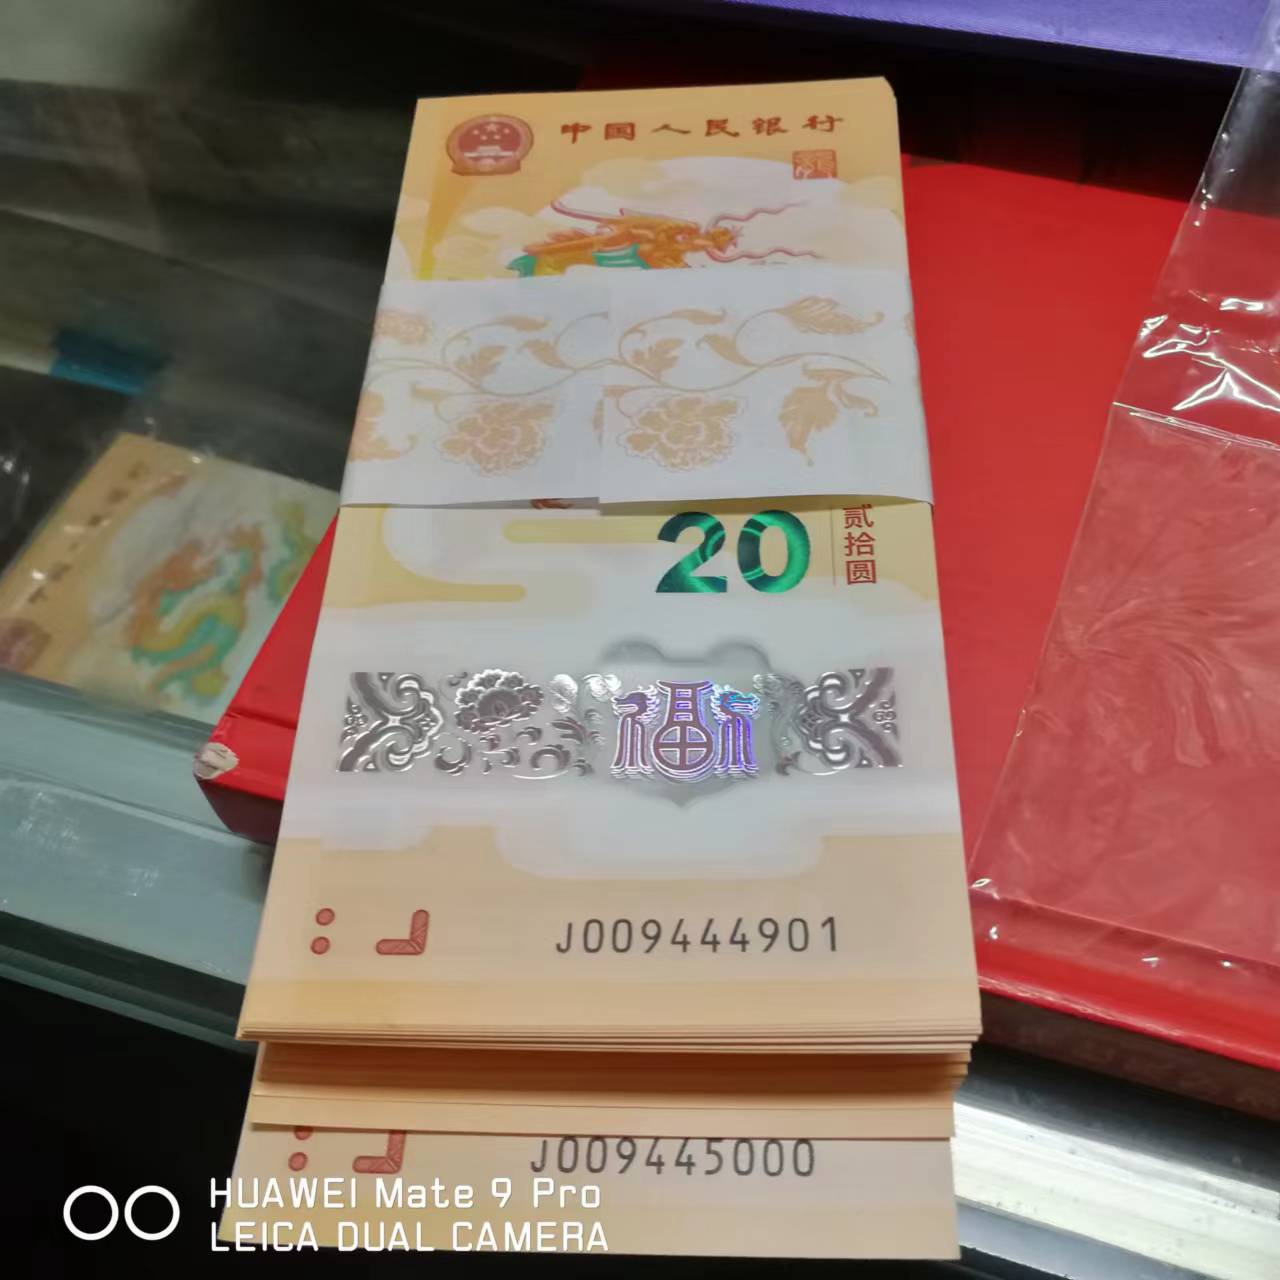 中国人民银行
20
贰拾圆
福
J009444901
J009445000
HUAWEI Mate 9 Pro
LEICA DUAL CAMERA